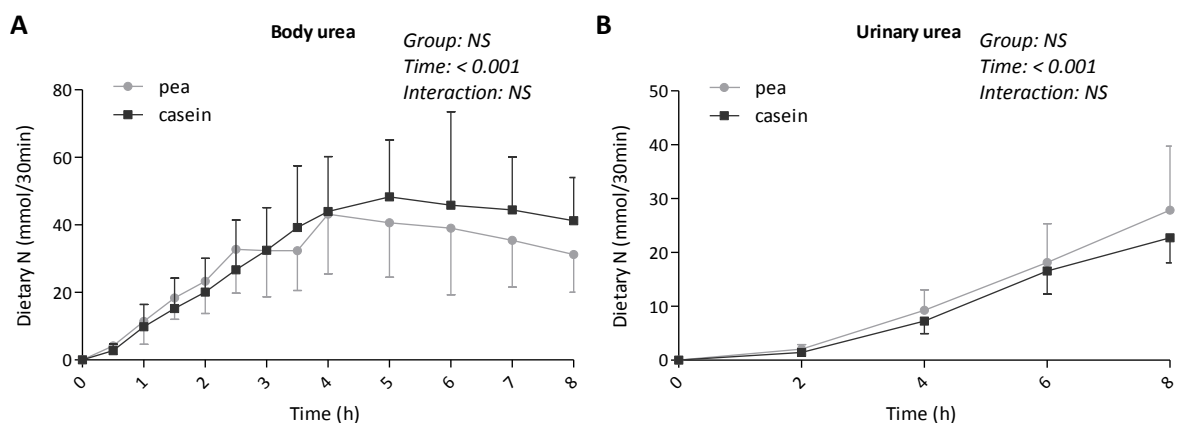 A
Body urea
Group: NS
Time: < 0.001
Interaction: NS
pea
casein
Dietary N (mmol/30min)
80
60
40
20
0
0 1 2 3 4 5 6 7 8
Time (h)
B
Urinary urea
Group: NS
Time: < 0.001
Interaction: NS
pea
casein
Dietary N (mmol/30min)
50
40
30
20
10
0
0 2 4 6 8
Time (h)